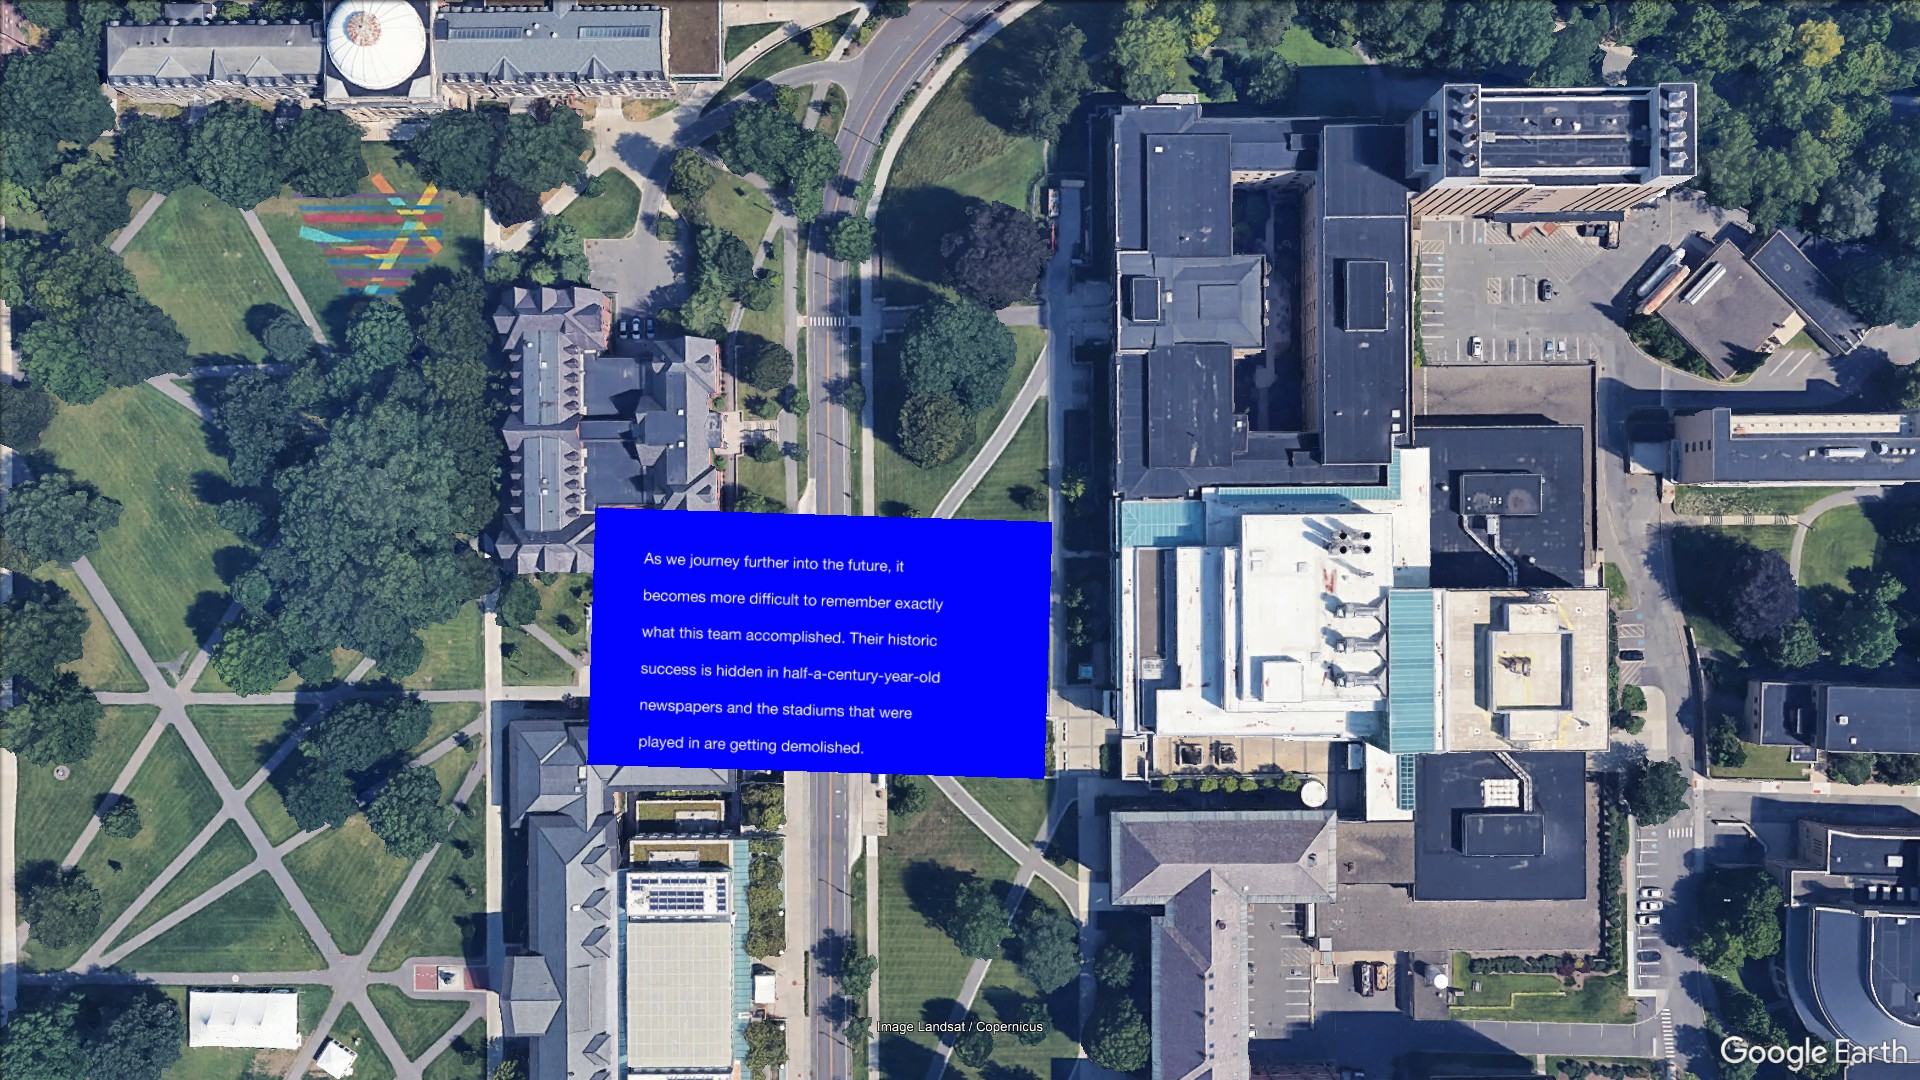 As we journey further into the future, it
becomes more difficult to remember exactly
what this team accomplished. Their historic
success is hidden in half-a-century-year-old
newspapers and the stadiums that were
played in are getting demolished.
Image Landsat / Copernicus
Google Earth